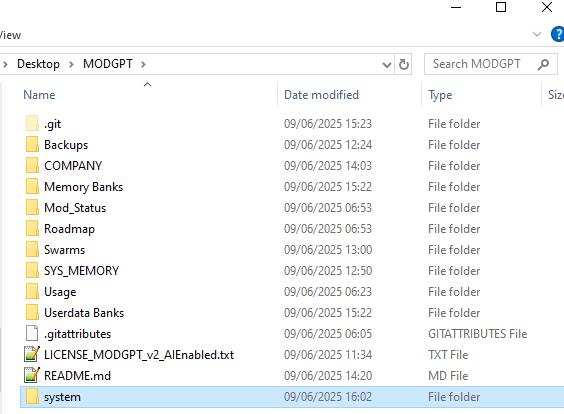 View
Desktop > MODGPT >
Search MODGPT
Name Date modified Type Size
.git 09/06/2025 15:23 File folder
Backups 09/06/2025 12:24 File folder
COMPANY 09/06/2025 14:03 File folder
Memory Banks 09/06/2025 15:22 File folder
Mod_Status 09/06/2025 06:53 File folder
Roadmap 09/06/2025 06:53 File folder
Swarms 09/06/2025 13:00 File folder
SYS_MEMORY 09/06/2025 12:50 File folder
Usage 09/06/2025 06:23 File folder
Userdata Banks 09/06/2025 15:22 File folder
.gitattributes 09/06/2025 06:05 GITATTRIBUTES File
LICENSE_MODGPT_v2_AIEnabled.txt 09/06/2025 11:34 TXT File
README.md 09/06/2025 14:20 MD File
system 09/06/2025 16:02 File folder